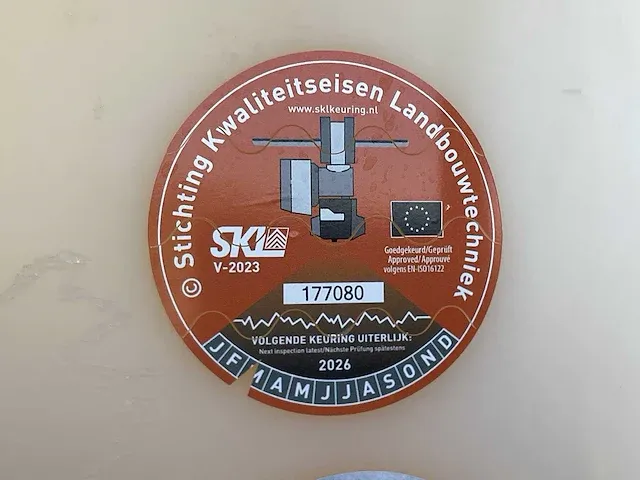 © Stichting Kwaliteitseisen Landbouwtechniek
www.sklkeuring.nl
SKL
V-2023
Goedgekeurd/Geprüft
Approved/Approuvé
volgens EN-ISO16122
177080
VOLGENDE KEURING UITERLIJK:
Next inspection latest/Nächste Prüfung spätestens
2026
J F M A M J J A S O N D